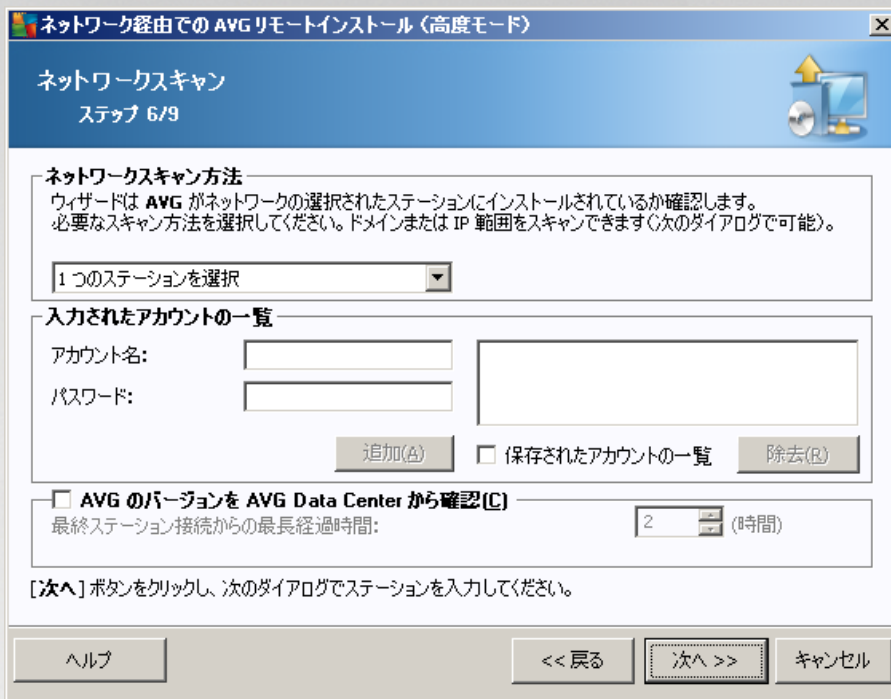 ネットワーク経由での AVG リモートインストール（高度モード）
ネットワークスキャン
ステップ 6/9
ネットワークスキャン方法
ウィザードは AVG がネットワークの選択されたステーションにインストールされているか確認します。
必要なスキャン方法を選択してください。ドメインまたは IP 範囲をスキャンできます(次のダイアログで可能)。
1 つのステーションを選択
入力されたアカウントの一覧
アカウント名:
パスワード:
追加(A)
保存されたアカウントの一覧
除去(R)
AVG のバージョンを AVG Data Center から確認(C)
最終ステーション接続からの最長経過時間:
2
(時間)
[次へ] ボタンをクリックし、次のダイアログでステーションを入力してください。
ヘルプ
<< 戻る
次へ >>
キャンセル